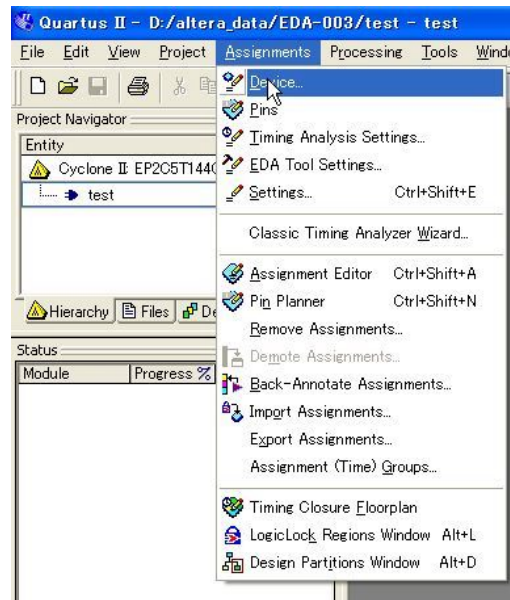 Quartus II - D:/altera_data/EDA-003/test - test
File Edit View Project Assignments Processing Tools
Project Navigator
Entity
Cyclone II: EP2C5T144
test
Hierarchy Files
Status
Module Progress %
Device...
Pins
Timing Analysis Settings...
EDA Tool Settings...
Settings... Ctrl+Shift+E
Classic Timing Analyzer Wizard...
Assignment Editor Ctrl+Shift+A
Pin Planner Ctrl+Shift+N
Remove Assignments...
Demote Assignments...
Back-Annotate Assignments...
Import Assignments...
Export Assignments...
Assignment (Time) Groups...
Timing Closure Floorplan
LogicLock Regions Window Alt+L
Design Partitions Window Alt+D